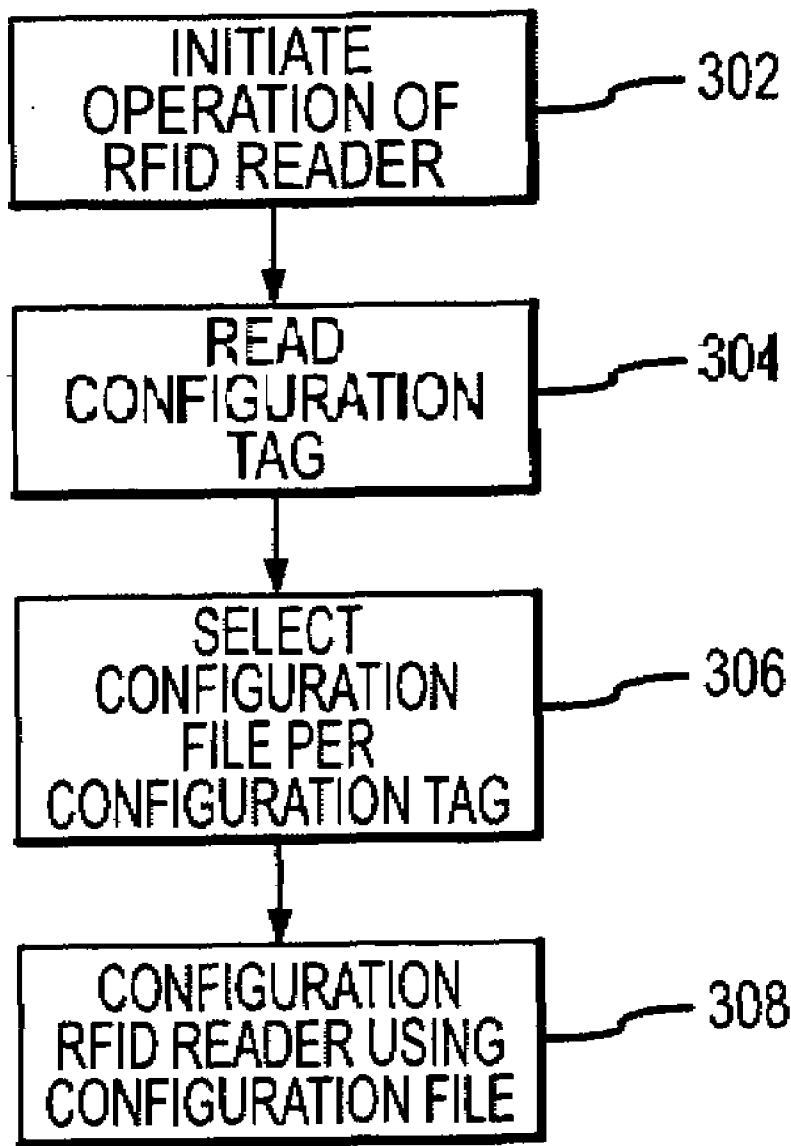 INITIATE
OPERATION OF
RFID READER
302
READ
CONFIGURATION
TAG
304
SELECT
CONFIGURATION
FILE PER
CONFIGURATION TAG
306
CONFIGURATION
RFID READER USING
CONFIGURATION FILE
308